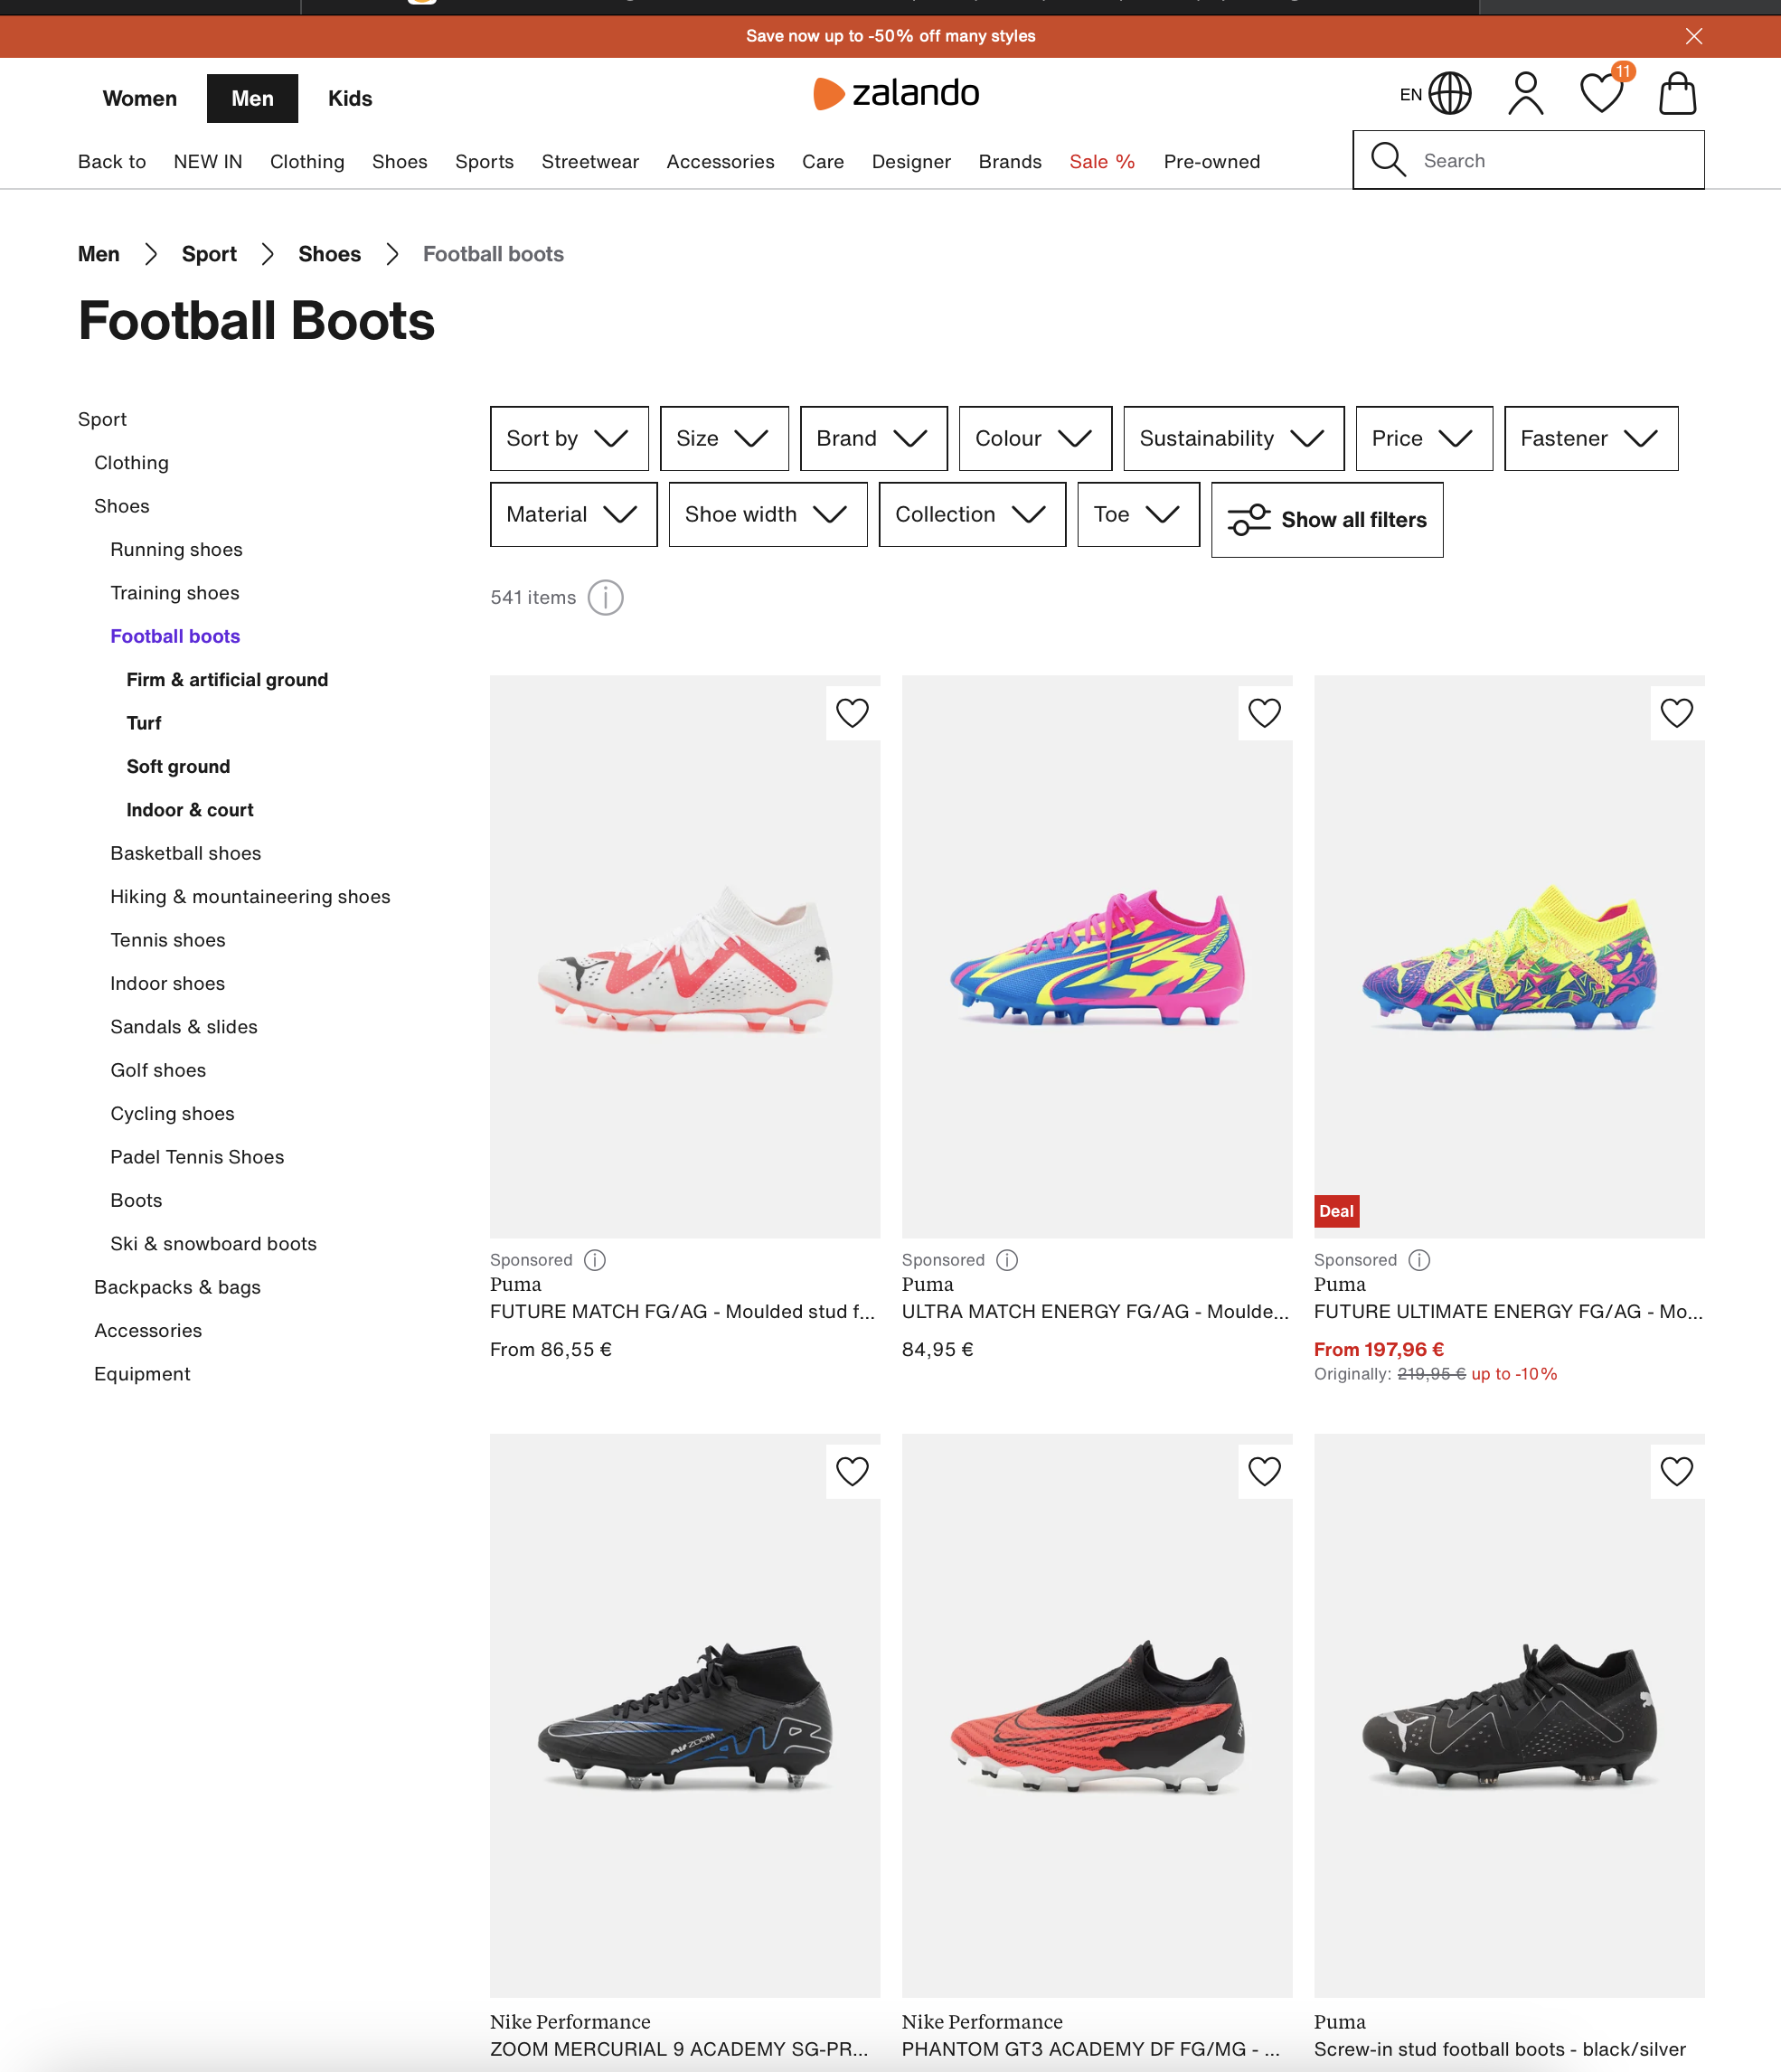 Save now up to -50% off many styles
Women Men Kids
zalando
EN
11
Back to NEW IN Clothing Shoes Sports Streetwear Accessories Care Designer Brands Sale % Pre-owned
Search
Men Sport Shoes Football boots
Football Boots
Sport
Clothing
Shoes
Running shoes
Training shoes
Football boots
Firm & artificial ground
Turf
Soft ground
Indoor & court
Basketball shoes
Hiking & mountaineering shoes
Tennis shoes
Indoor shoes
Sandals & slides
Golf shoes
Cycling shoes
Padel Tennis Shoes
Boots
Ski & snowboard boots
Backpacks & bags
Accessories
Equipment
Sort by Size Brand Colour Sustainability Price Fastener
Material Shoe width Collection Toe Show all filters
541 items
Sponsored
Puma
FUTURE MATCH FG/AG - Moulded stud f...
From 86,55 €
Sponsored
Puma
ULTRA MATCH ENERGY FG/AG - Moulde...
84,95 €
Deal
Sponsored
Puma
FUTURE ULTIMATE ENERGY FG/AG - Mo...
From 197,96 €
Originally: 219,95 € up to -10%
ZOOM
Nike Performance
ZOOM MERCURIAL 9 ACADEMY SG-PR...
Nike Performance
PHANTOM GT3 ACADEMY DF FG/MG - ...
Puma
Screw-in stud football boots - black/silver